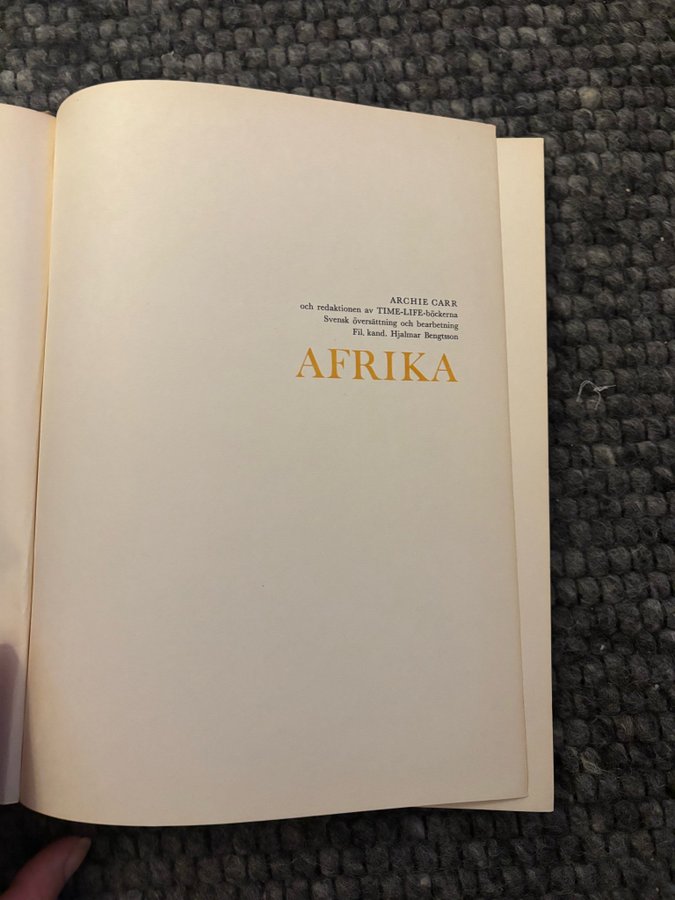 ARCHIE CARR
och redaktionen av TIME-LIFE-böckerna
Svensk översättning och bearbetning
Fil. kand. Hjalmar Bengtsson
AFRIKA